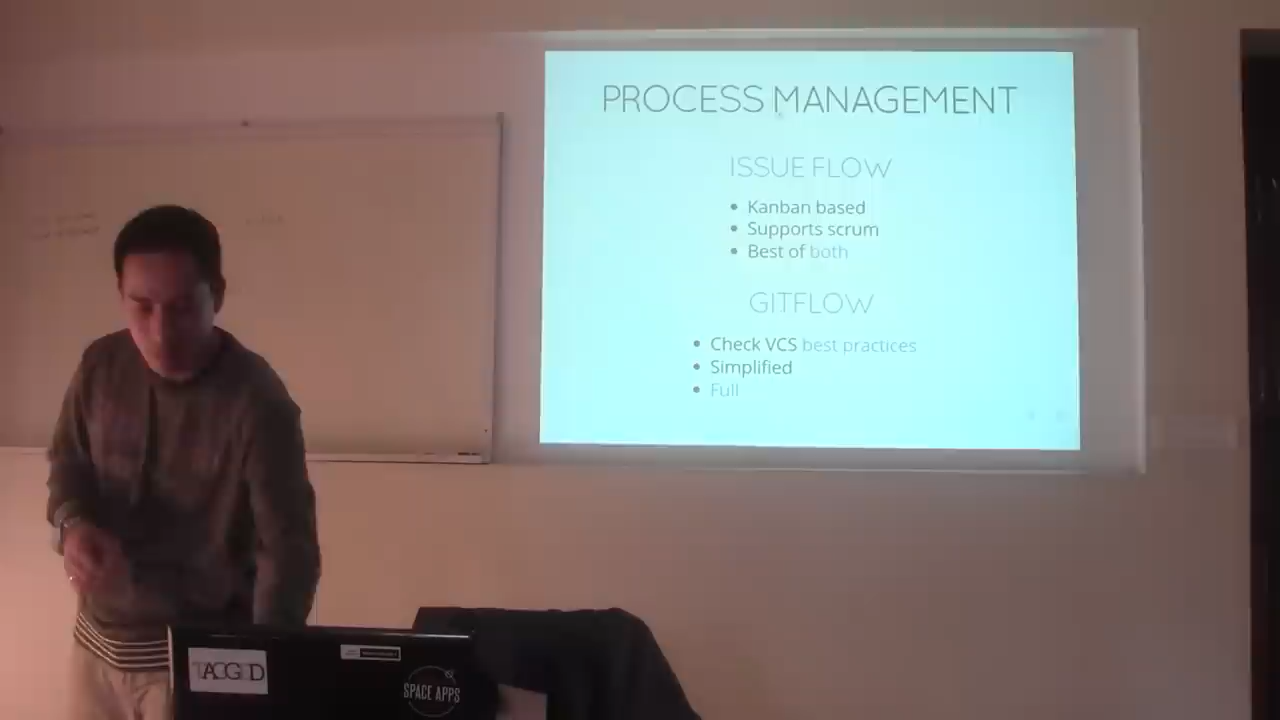 PROCESS MANAGEMENT
ISSUE FLOW
Kanban based
Supports scrum
Best of both
GITFLOW
Check VCS best practices
Simplified
Full
SPACE APPS